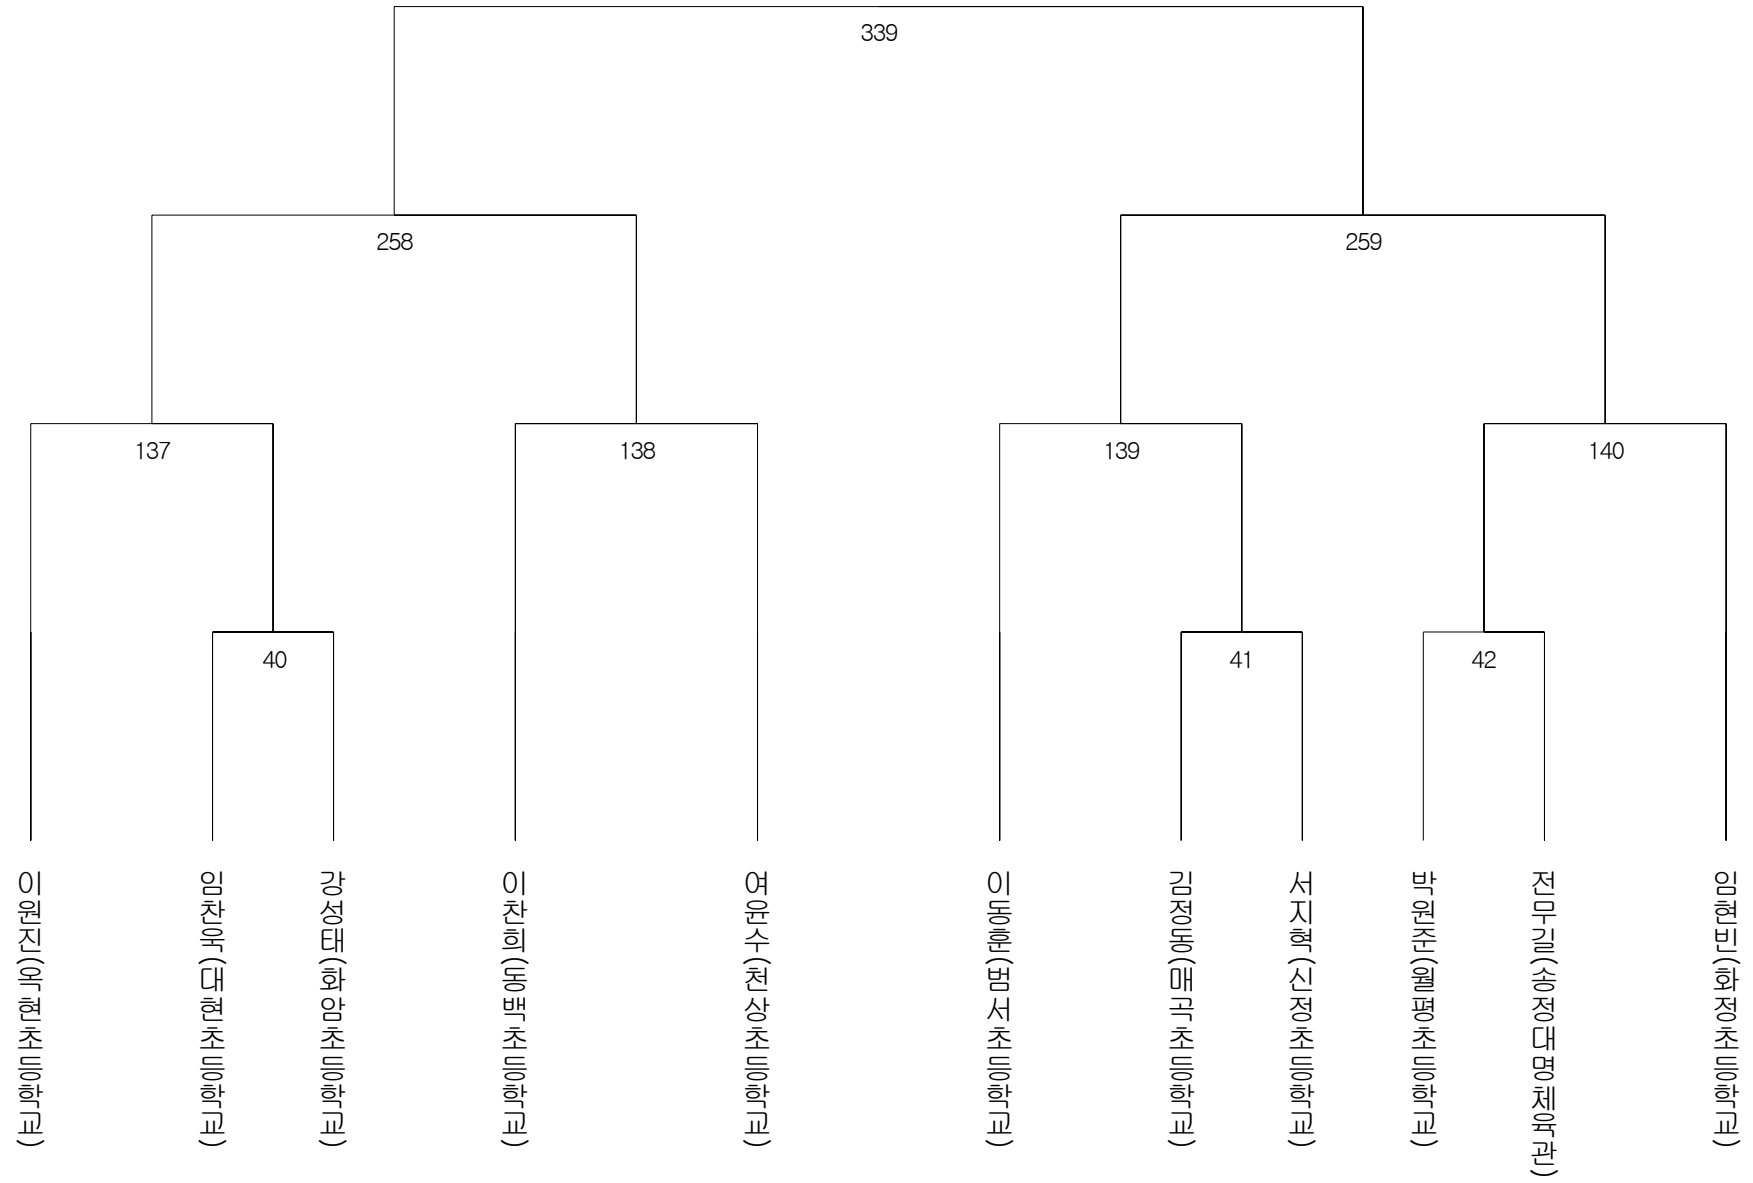 339
258
259
137
138
139
140
40
41
42
이원진(옥현초등학교)
임찬욱(대현초등학교)
강성태(화암초등학교)
이찬희(동백초등학교)
여윤수(천상초등학교)
이동훈(범서초등학교)
김정동(매곡초등학교)
서지혁(신정초등학교)
박원준(월평초등학교)
전무길(송정대명체육관)
임현빈(화정초등학교)